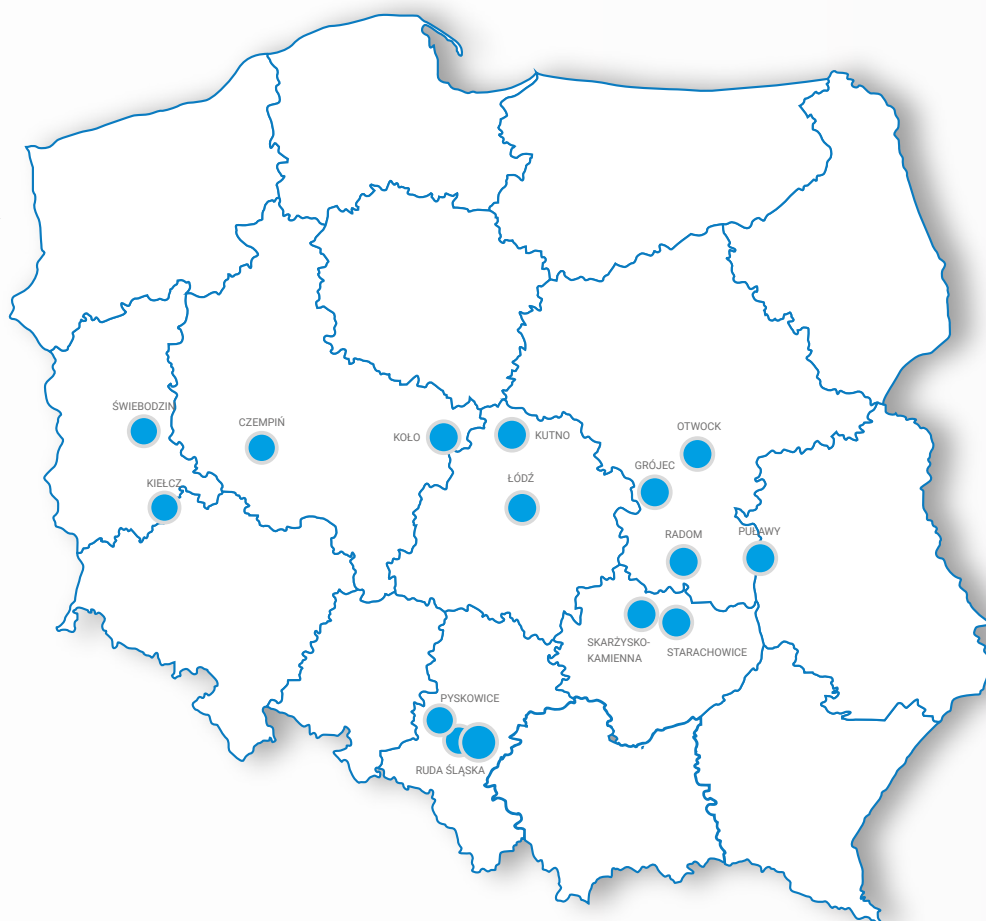 ŚWIEBODZIN
CZEMPIŃ
KOŁO
KUTNO
OTWOCK
GRÓJEC
ŁÓDŹ
KIEŁCZ
RADOM
PUŁAWY
SKARŻYSKO-
KAMIENNA
STARACHOWICE
PYSKOWICE
RUDA ŚLĄSKA